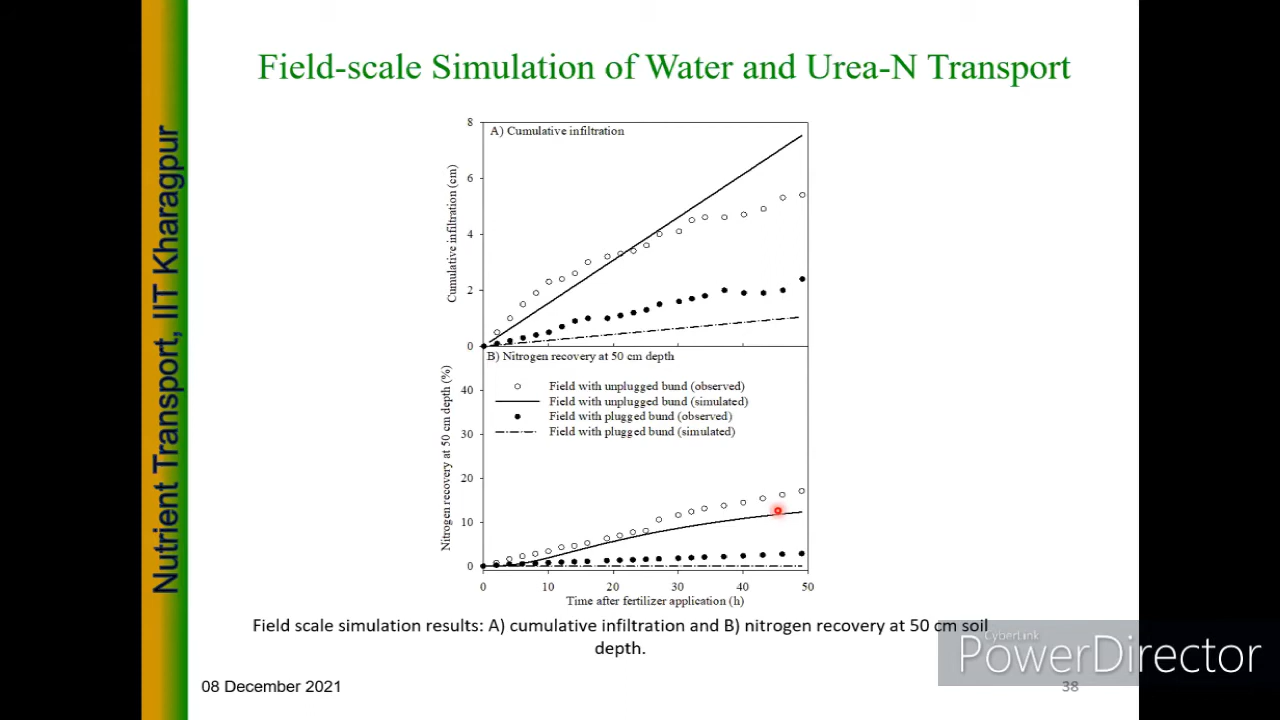 Field-scale Simulation of Water and Urea-N Transport
Nutrient Transport, IIT Kharagpur
A) Cumulative infiltration
Cumulative infiltration (cm)
8
6
4
2
0
B) Nitrogen recovery at 50 cm depth
Nitrogen recovery at 50 cm depth (%)
40
30
20
10
0
Field with unplugged bund (observed)
Field with unplugged bund (simulated)
Field with plugged bund (observed)
Field with plugged bund (simulated)
0 10 20 30 40 50
Time after fertilizer application (h)
Field scale simulation results: A) cumulative infiltration and B) nitrogen recovery at 50 cm soil
depth.
08 December 2021
38
CyberLink
PowerDirector